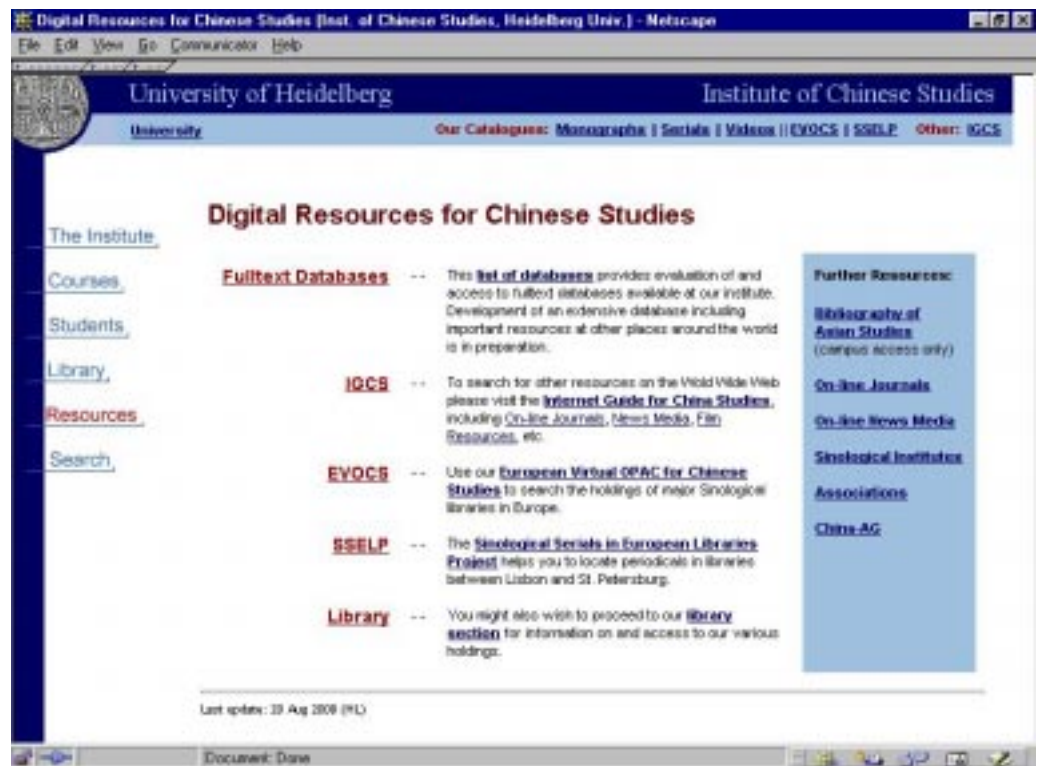 Digital Resources for Chinese Studies [Inst. of Chinese Studies, Heidelberg Univ.] - Netscape
File Edit View Go Communicator Help
University of Heidelberg Institute of Chinese Studies
University Our Catalogues: Monographs | Serials | Videos || EVOCS | SSELP Other: IGCS
Digital Resources for Chinese Studies
The Institute
Courses
Students
Library
Resources
Search
Fulltext Databases -- This list of databases provides evaluation of and
access to fulltext databases available at our institute.
Development of an extensive database including
important resources at other places around the world
is in preparation.
IGCS -- To search for other resources on the Wold Wide Web
please visit the Internet Guide for China Studies,
including On-line Journals, News Media, Film
Resources, etc.
EVOCS -- Use our European Virtual OPAC for Chinese
Studies to search the holdings of major Sinological
libraries in Europe.
SSELP -- The Sinological Serials in European Libraries
Project helps you to locate periodicals in libraries
between Lisbon and St. Petersburg.
Library -- You might also wish to proceed to our library
section for information on and access to our various
holdings.
Further Resources:
Bibliography of
Asian Studies
(campus access only)
On-line Journals
On-line News Media
Sinological Institutes
Associations
China-AG
Last update: Aug 2000 (HL)
Document: Done